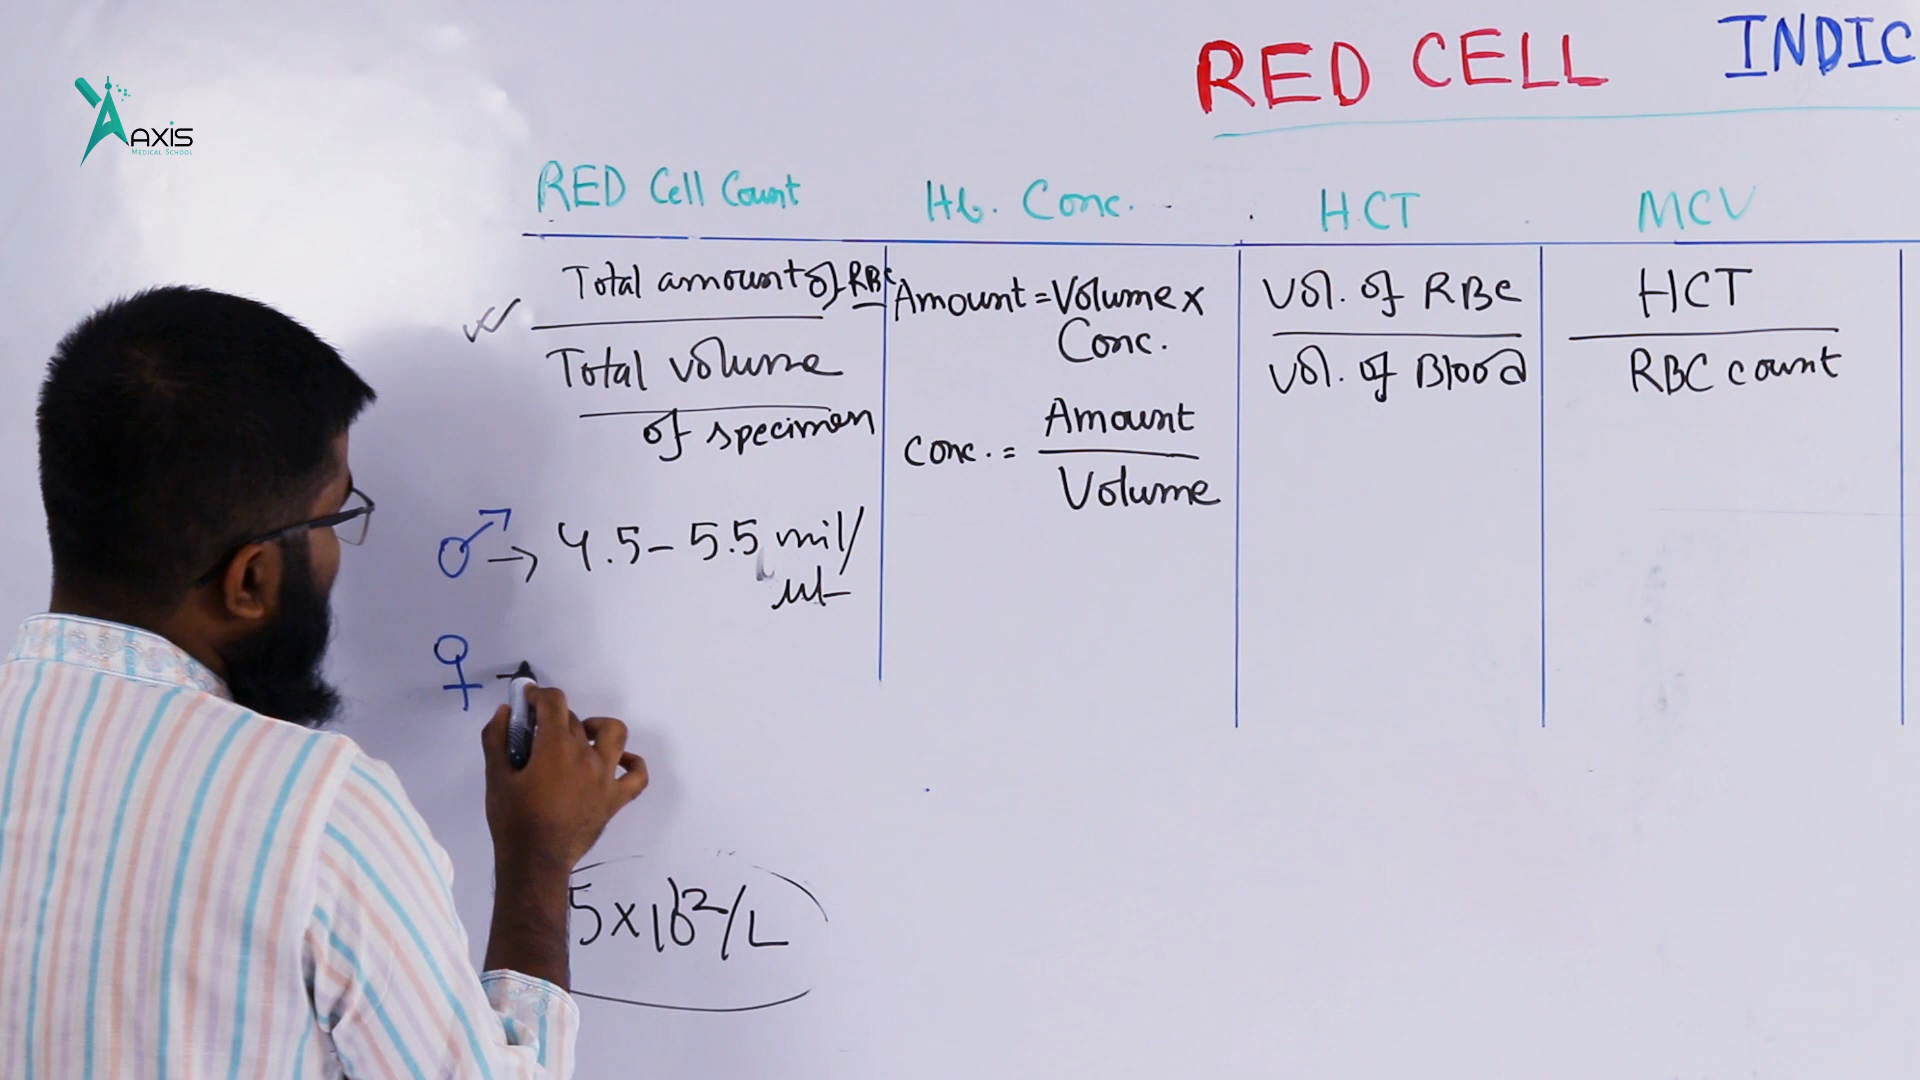 AXIS
MEDICAL SCHOOL
RED CELL INDIC
RED Cell Count
Total amount of RBC
Total volume
of specimen
♂ → 4.5 - 5.5 mil/
μL
♀
5x10¹²/L
Hb. Conc.
Amount = Volume x
Conc.
Conc. = Amount
Volume
HCT
Vol. of RBC
Vol. of Blood
MCV
HCT
RBC count